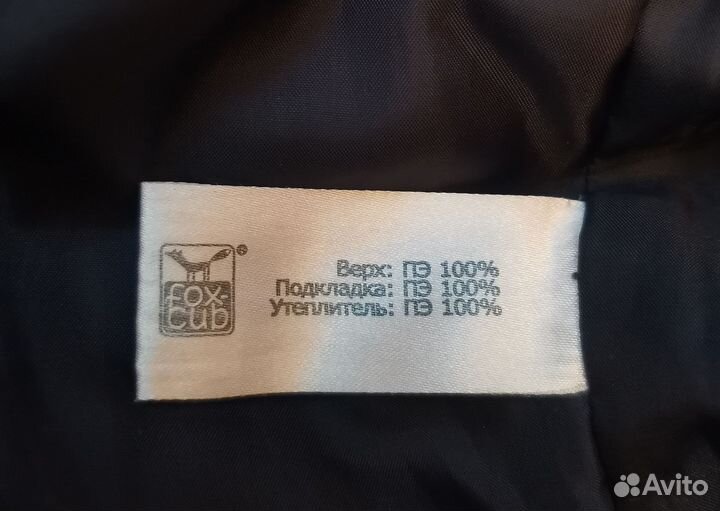 fox-
cub
®
Верх: ПЭ 100%
Подкладка: ПЭ 100%
Утеплитель: ПЭ 100%
Avito